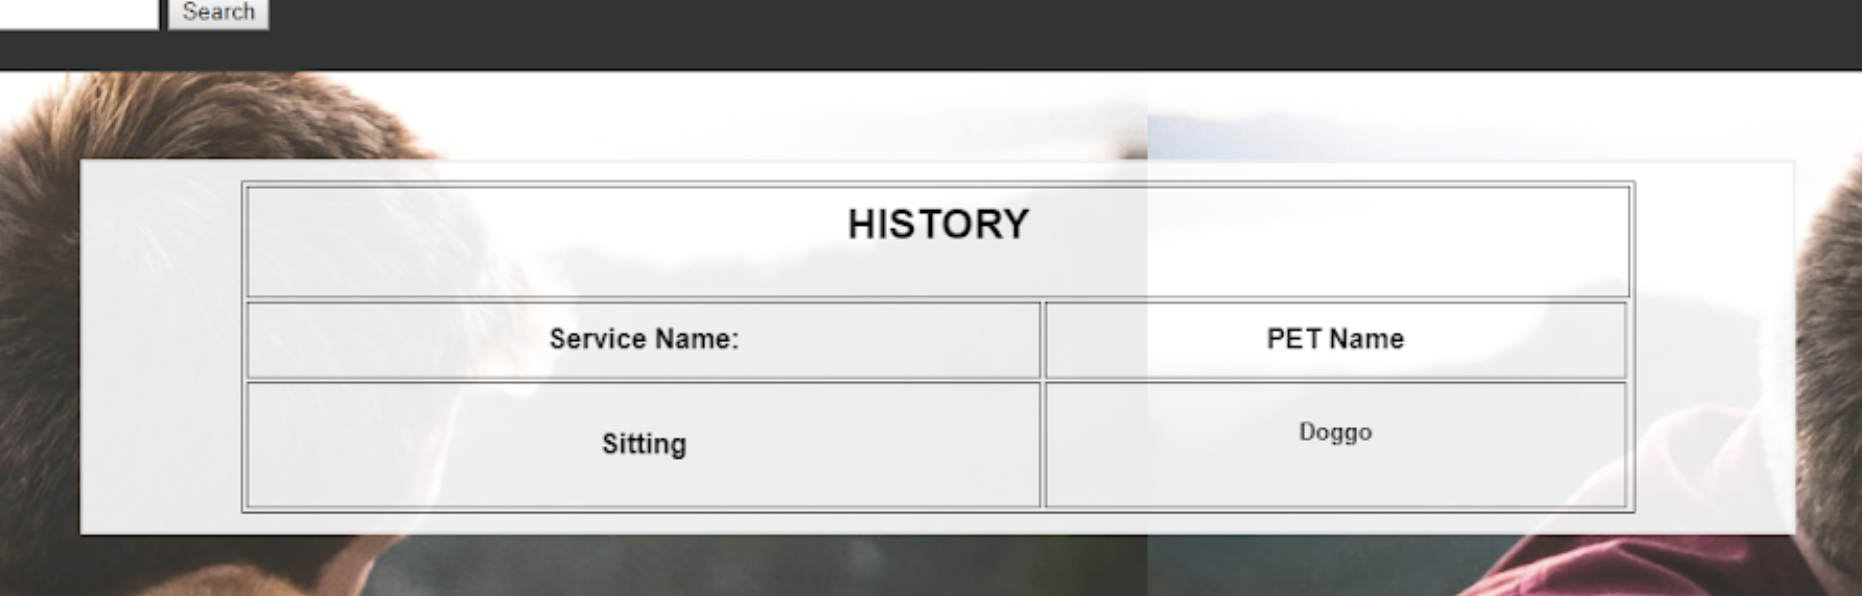 Search
HISTORY
Service Name:
PET Name
Sitting
Doggo